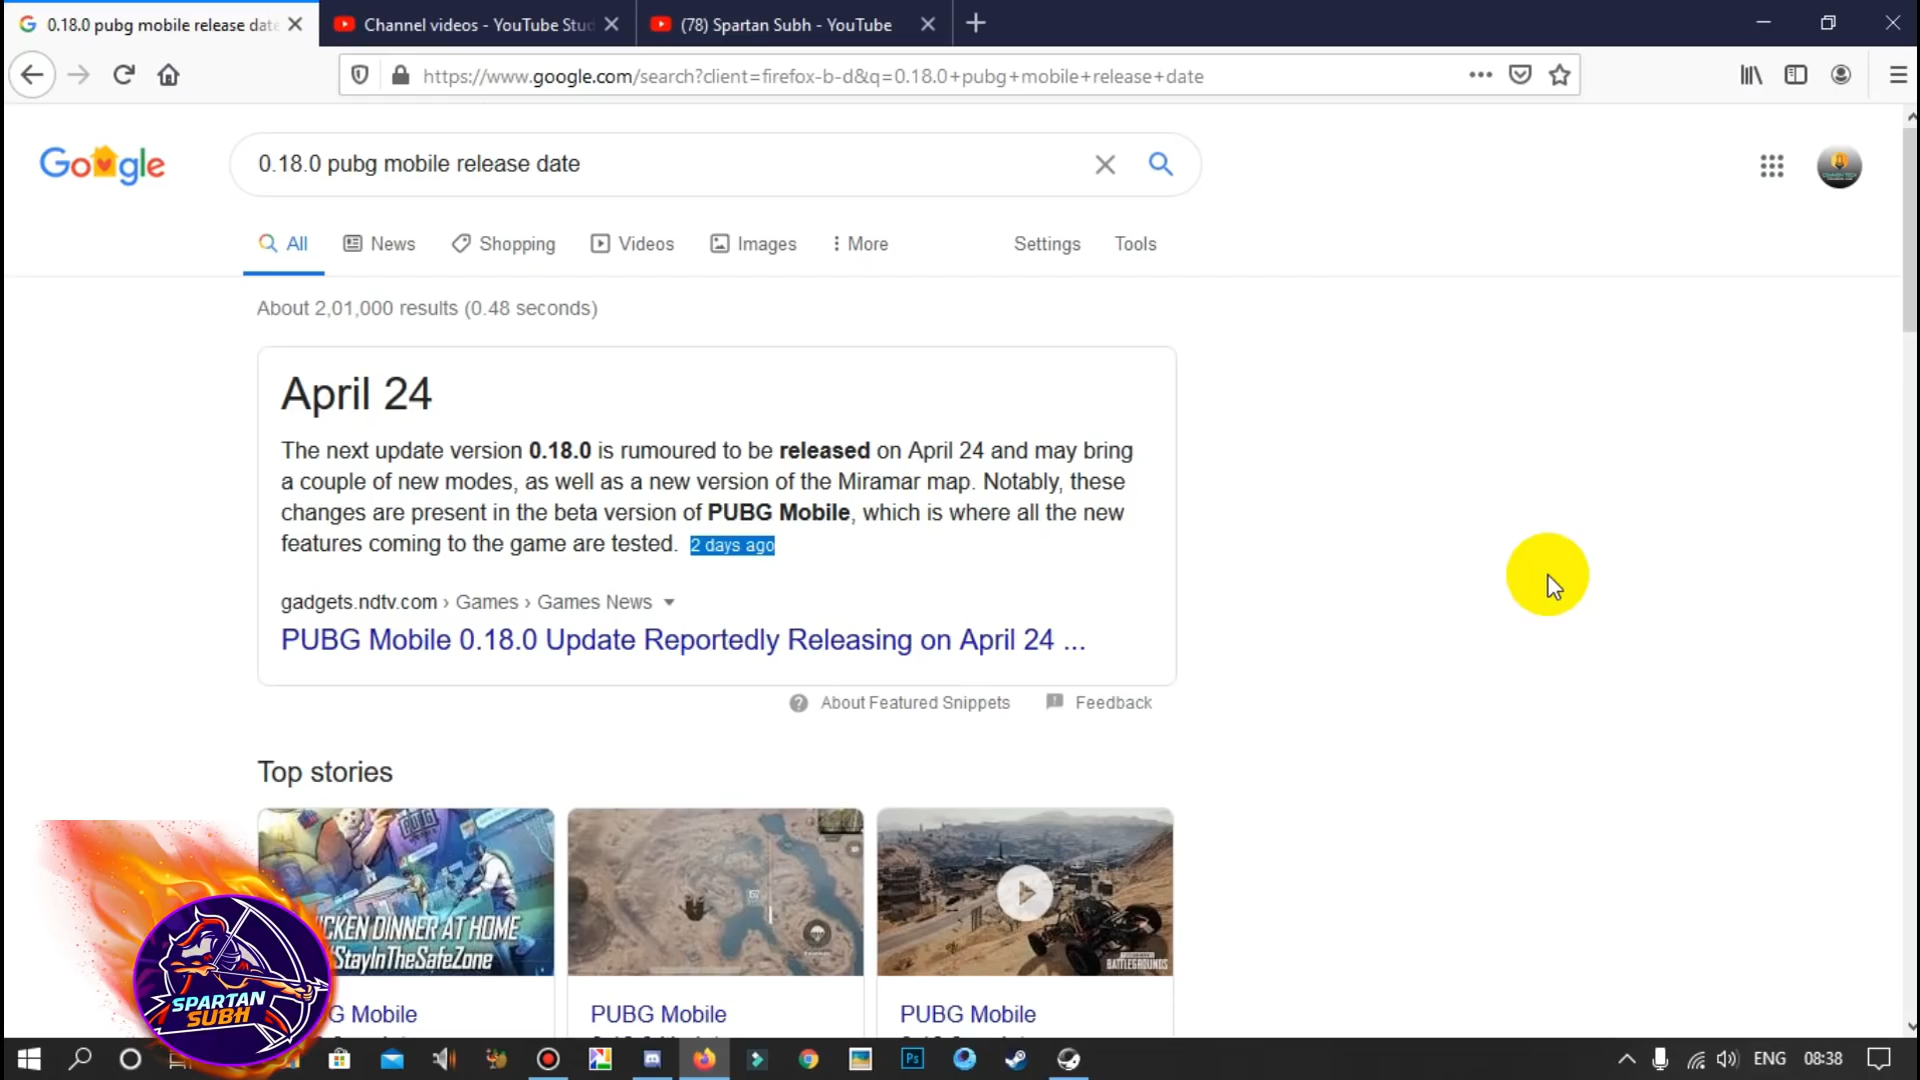 0.18.0 pubg mobile release date
Channel videos - YouTube Stud
(78) Spartan Subh - YouTube
https://www.google.com/search?client=firefox-b-d&q=0.18.0+pubg+mobile+release+date
Google
0.18.0 pubg mobile release date
All
News
Shopping
Videos
Images
More
Settings
Tools
About 2,01,000 results (0.48 seconds)
April 24
The next update version 0.18.0 is rumoured to be released on April 24 and may bring
a couple of new modes, as well as a new version of the Miramar map. Notably, these
changes are present in the beta version of PUBG Mobile, which is where all the new
features coming to the game are tested. 2 days ago
gadgets.ndtv.com › Games › Games News
PUBG Mobile 0.18.0 Update Reportedly Releasing on April 24 ...
About Featured Snippets
Feedback
Top stories
CKEN DINNER AT HOME
StayInTheSafeZone
BATTLEGROUNDS
G Mobile
PUBG Mobile
PUBG Mobile
SPARTAN
SUBH
Ps
ENG
08:38